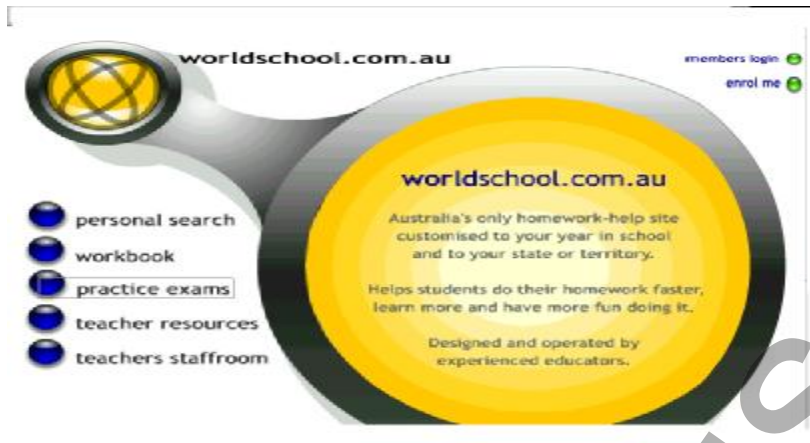 worldschool.com.au
members login
enrol me
worldschool.com.au
Australia's only homework-help site
customised to your year in school
and to your state or territory.
Helps students do their homework faster,
learn more and have more fun doing it.
Designed and operated by
experienced educators.
personal search
workbook
practice exams
teacher resources
teachers staffroom